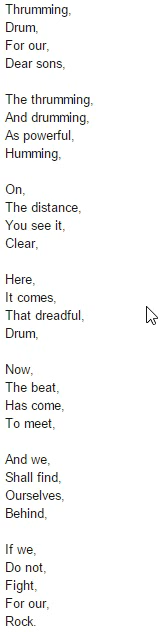 Thrumming,
Drum,
For our,
Dear sons,

The thrumming,
And drumming,
As powerful,
Humming,

On,
The distance,
You see it,
Clear,

Here,
It comes,
That dreadful,
Drum,

Now,
The beat,
Has come,
To meet,

And we,
Shall find,
Ourselves,
Behind,

If we,
Do not,
Fight,
For our,
Rock.